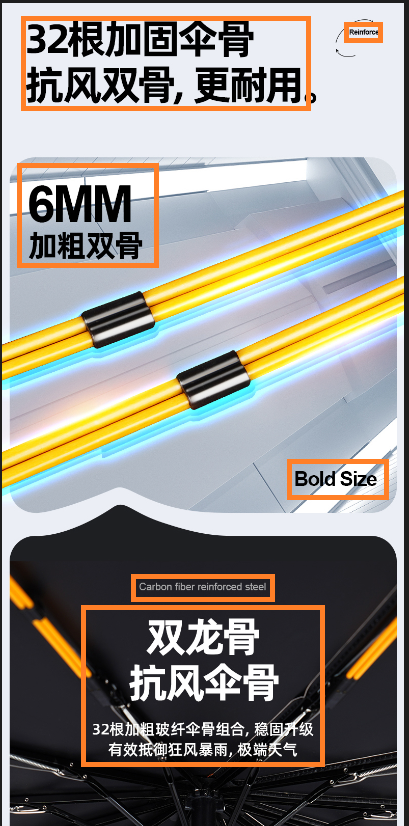 32根加固伞骨
Reinforce
抗风双骨, 更耐用。
6MM
加粗双骨
Bold Size
Carbon fiber reinforced steel
双龙骨
抗风伞骨
32根加粗玻纤伞骨组合, 稳固升级
有效抵御狂风暴雨, 极端天气